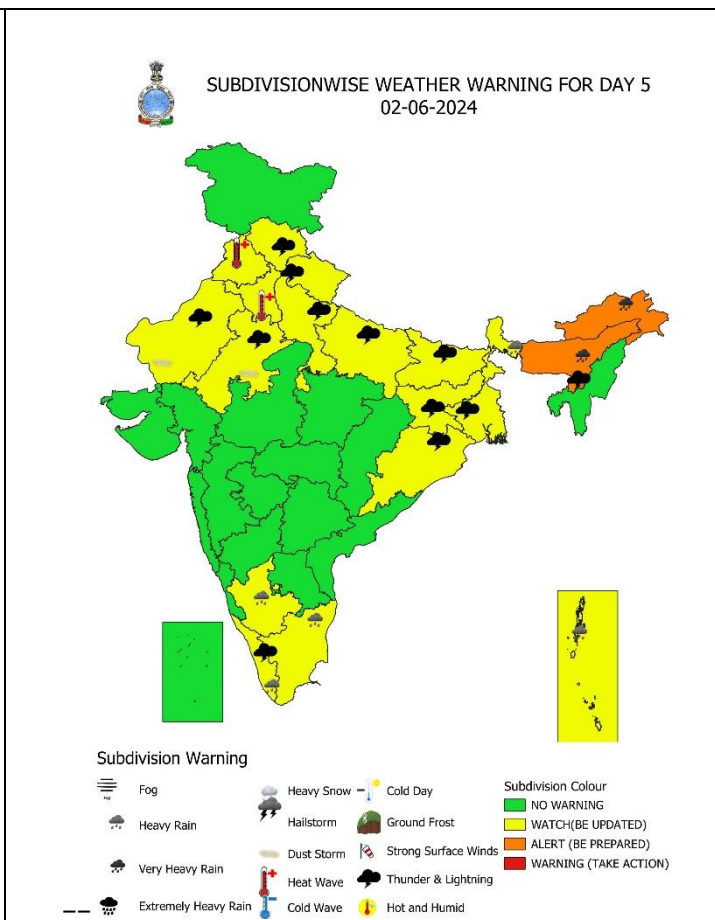 SUBDIVISIONWISE WEATHER WARNING FOR DAY 5
02-06-2024
Subdivision Warning
Fog
Heavy Rain
Very Heavy Rain
Extremely Heavy Rain
Heavy Snow
Hailstorm
Dust Storm
Heat Wave
Cold Wave
Cold Day
Ground Frost
Strong Surface Winds
Thunder & Lightning
Hot and Humid
Subdivision Colour
NO WARNING
WATCH(BE UPDATED)
ALERT (BE PREPARED)
WARNING (TAKE ACTION)